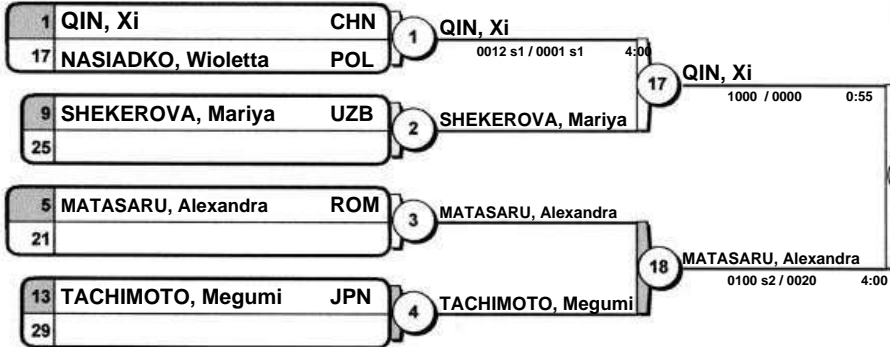 1 QIN, Xi CHN
17 NASIADKO, Wioletta POL
1
QIN, Xi
0012 s1 / 0001 s1 4:00
9 SHEKEROVA, Mariya UZB
25
2
SHEKEROVA, Mariya
17
QIN, Xi
1000 / 0000 0:55
5 MATASARU, Alexandra ROM
21
3
MATASARU, Alexandra
13 TACHIMOTO, Megumi JPN
29
4
TACHIMOTO, Megumi
18
MATASARU, Alexandra
0100 s2 / 0020 4:00